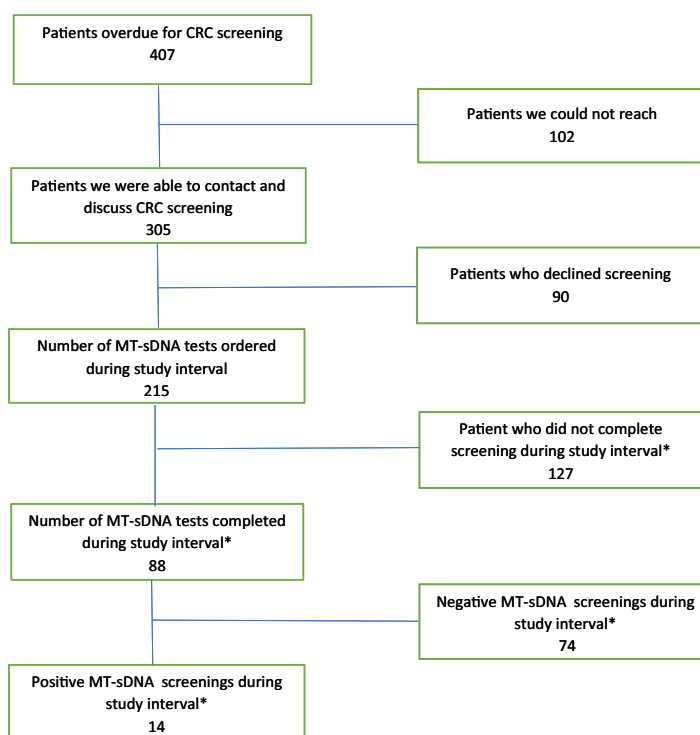 Patients overdue for CRC screening
407
Patients we could not reach
102
Patients we were able to contact and
discuss CRC screening
305
Patients who declined screening
90
Number of MT-sDNA tests ordered
during study interval
215
Patient who did not complete
screening during study interval*
127
Number of MT-sDNA tests completed
during study interval*
88
Negative MT-sDNA screenings during
study interval*
74
Positive MT-sDNA screenings during
study interval*
14